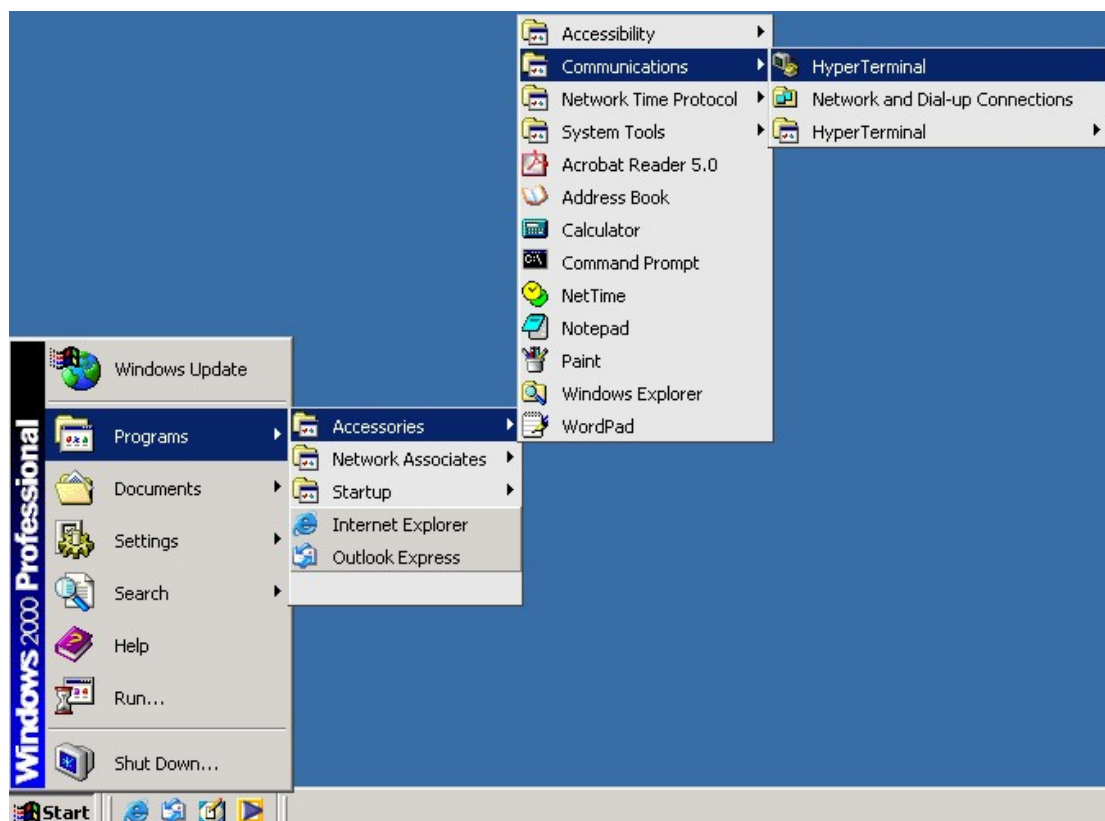 Accessibility
Communications
Network Time Protocol
System Tools
Acrobat Reader 5.0
Address Book
Calculator
Command Prompt
NetTime
Notepad
Paint
Windows Explorer
WordPad
HyperTerminal
Network and Dial-up Connections
HyperTerminal
Windows Update
Programs
Documents
Settings
Search
Help
Run...
Shut Down...
Accessories
Network Associates
Startup
Internet Explorer
Outlook Express
Windows 2000 Professional
Start